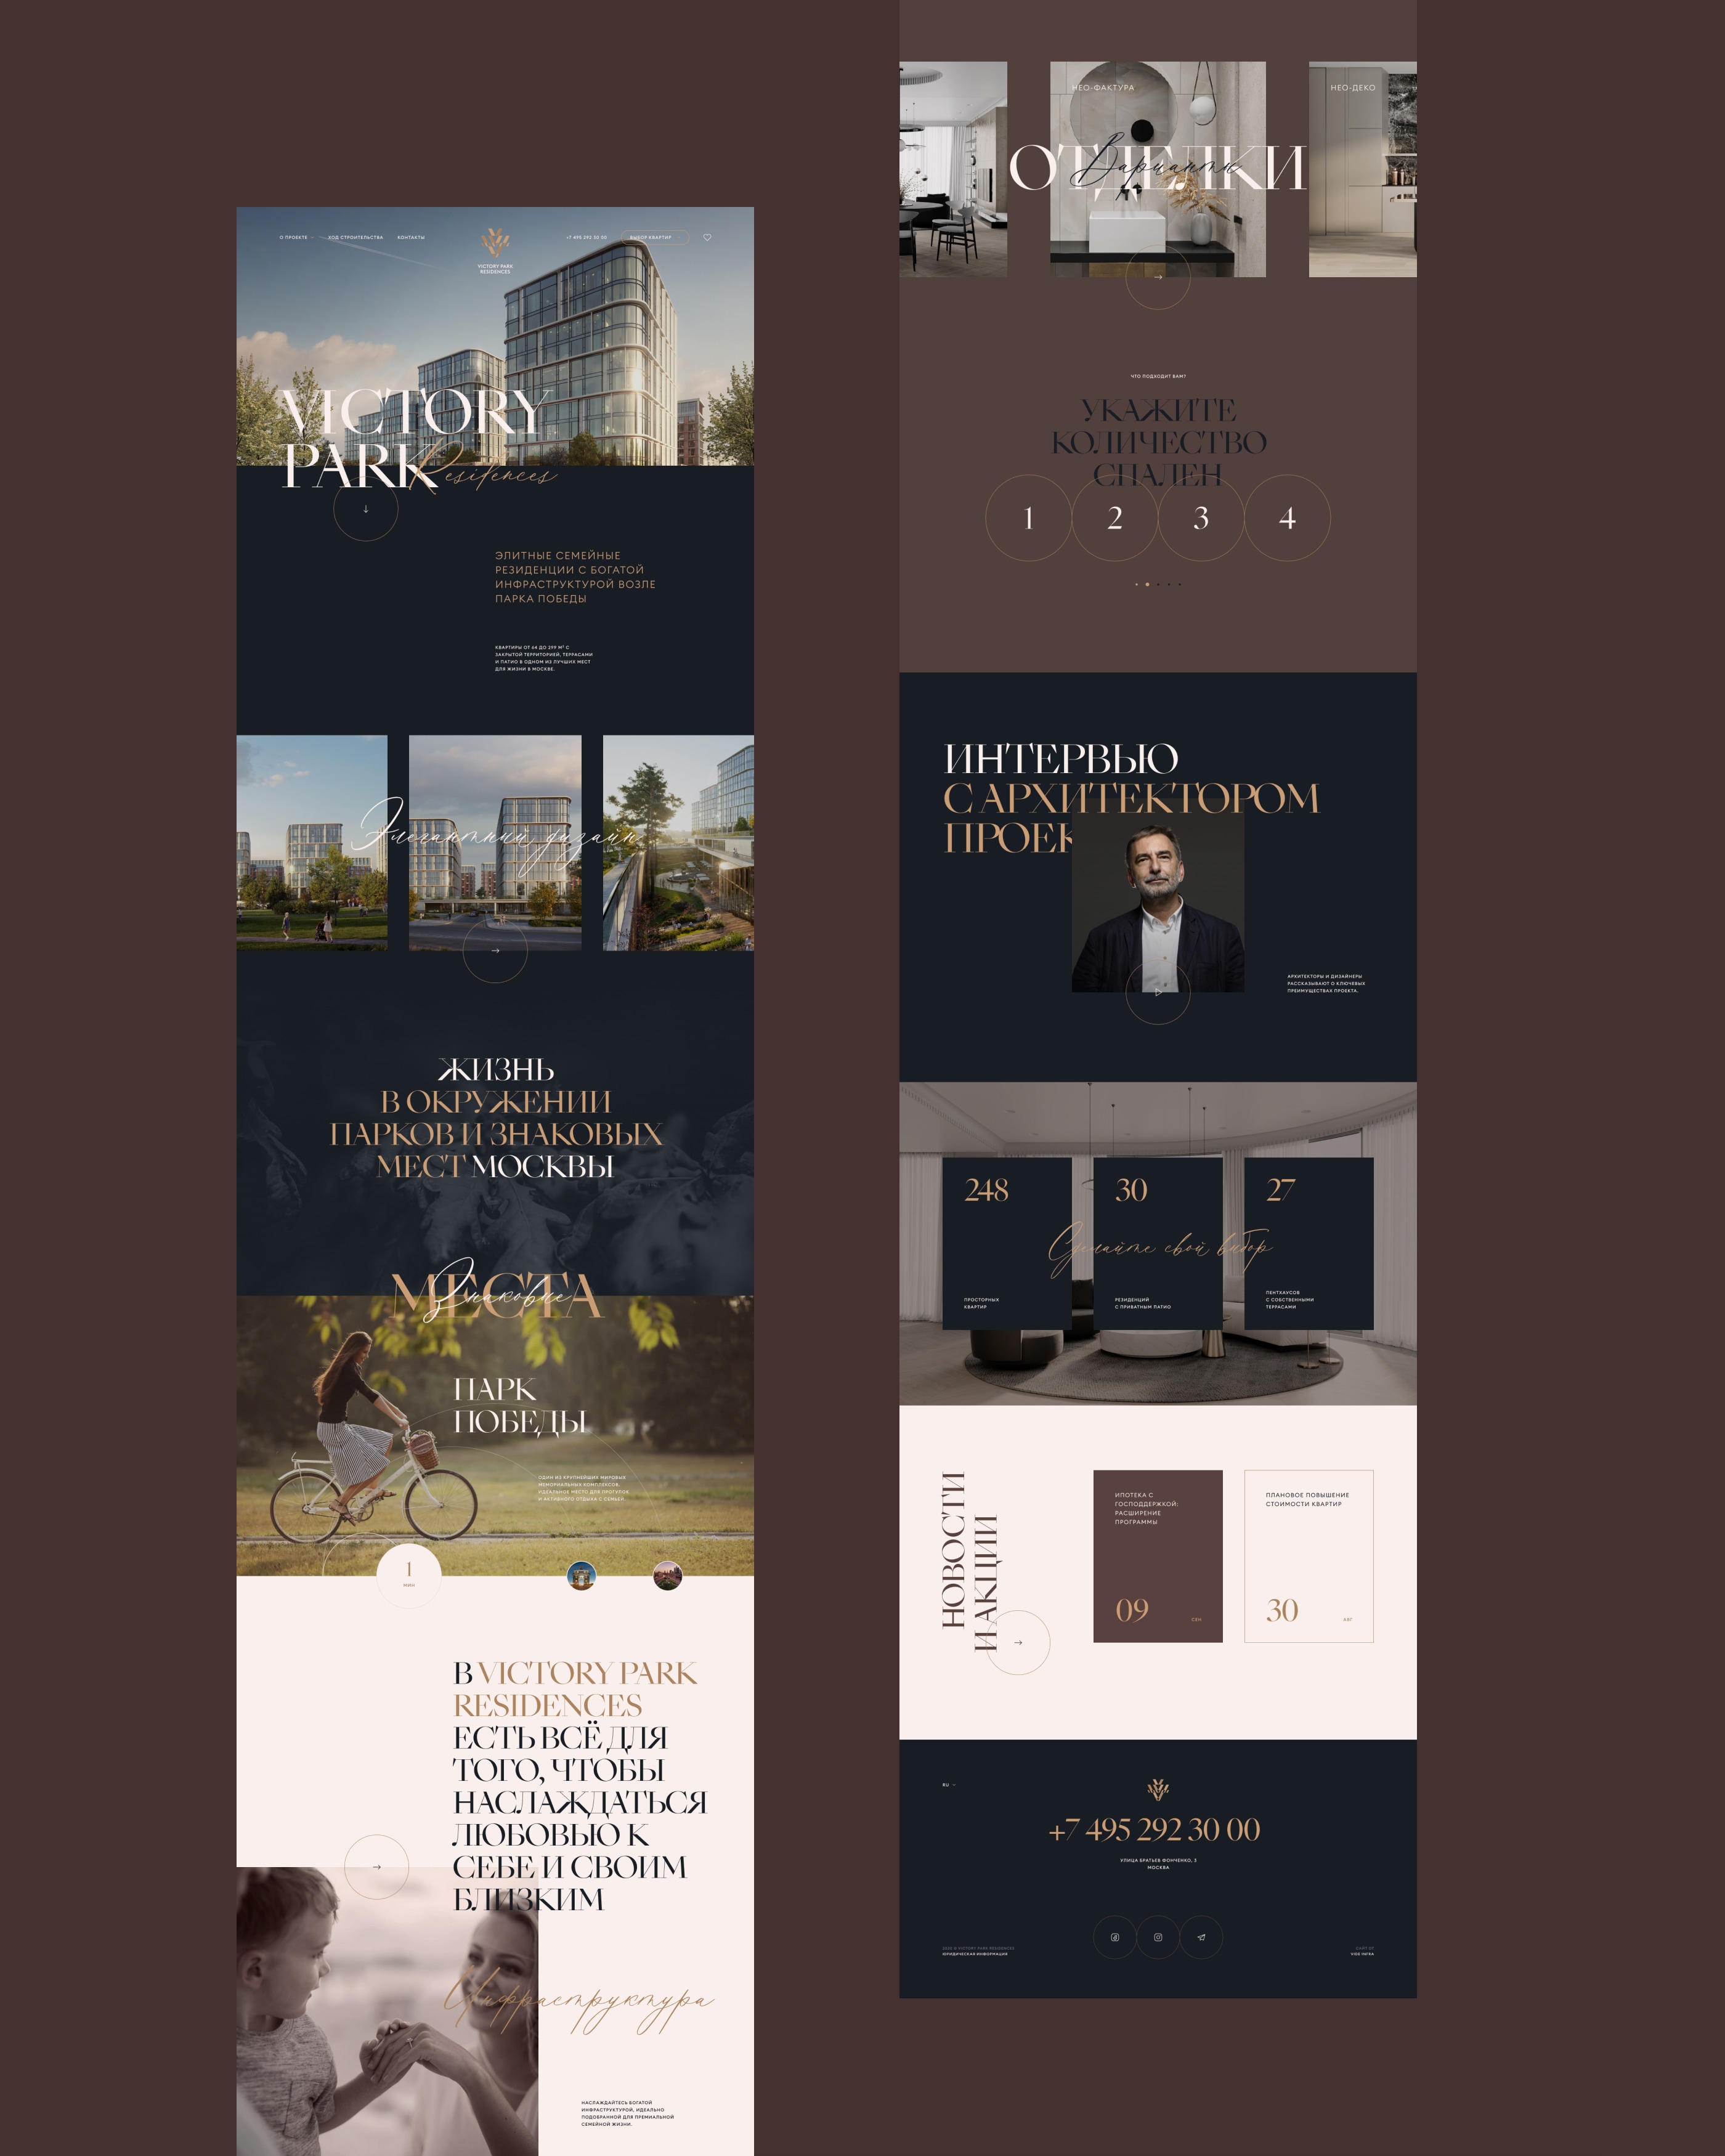 О ПРОЕКТЕ
ХОД СТРОИТЕЛЬСТВА
КОНТАКТЫ
VICTORY PARK
RESIDENCES
+7 495 292 30 00
ВЫБОР КВАРТИР
VICTORY
PARK
Residences
ЭЛИТНЫЕ СЕМЕЙНЫЕ
РЕЗИДЕНЦИИ С БОГАТОЙ
ИНФРАСТРУКТУРОЙ ВОЗЛЕ
ПАРКА ПОБЕДЫ
КВАРТИРЫ ОТ 64 ДО 299 М² С
ЗАКРЫТОЙ ТЕРРИТОРИЕЙ, ТЕРРАСАМИ
И ПАТИО В ОДНОМ ИЗ ЛУЧШИХ МЕСТ
ДЛЯ ЖИЗНИ В МОСКВЕ.
Элегантный дизайн
ЖИЗНЬ
В ОКРУЖЕНИИ
ПАРКОВ И ЗНАКОВЫХ
МЕСТ МОСКВЫ
Знаковые
МЕСТА
ПАРК
ПОБЕДЫ
ОДИН ИЗ КРУПНЕЙШИХ МИРОВЫХ
МЕМОРИАЛЬНЫХ КОМПЛЕКСОВ.
ИДЕАЛЬНОЕ МЕСТО ДЛЯ ПРОГУЛОК
И АКТИВНОГО ОТДЫХА С СЕМЬЕЙ.
1
МИН
В VICTORY PARK
RESIDENCES
ЕСТЬ ВСЁ ДЛЯ
ТОГО, ЧТОБЫ
НАСЛАЖДАТЬСЯ
ЛЮБОВЬЮ К
СЕБЕ И СВОИМ
БЛИЗКИМ
Инфраструктура
НАСЛАЖДАЙТЕСЬ БОГАТОЙ
ИНФРАСТРУКТУРОЙ, ИДЕАЛЬНО
ПОДОБРАННОЙ ДЛЯ ПРЕМИАЛЬНОЙ
СЕМЕЙНОЙ ЖИЗНИ.
НЕО-ФАКТУРА
НЕО-ДЕКО
Варианты
ОТДЕЛКИ
ЧТО ПОДХОДИТ ВАМ?
УКАЖИТЕ
КОЛИЧЕСТВО
СПАЛЕН
1
2
3
4
ИНТЕРВЬЮ
С АРХИТЕКТОРОМ
ПРОЕК
АРХИТЕКТОРЫ И ДИЗАЙНЕРЫ
РАССКАЗЫВАЮТ О КЛЮЧЕВЫХ
ПРЕИМУЩЕСТВАХ ПРОЕКТА.
248
30
27
Сделайте свой выбор
ПРОСТОРНЫХ
КВАРТИР
РЕЗИДЕНЦИЙ
С ПРИВАТНЫМ ПАТИО
ПЕНТХАУСОВ
С СОБСТВЕННЫМИ
ТЕРРАСАМИ
НОВОСТИ
И АКЦИИ
ИПОТЕКА С
ГОСПОДДЕРЖКОЙ:
РАСШИРЕНИЕ
ПРОГРАММЫ
09
СЕН
ПЛАНОВОЕ ПОВЫШЕНИЕ
СТОИМОСТИ КВАРТИР
30
АВГ
RU
+7 495 292 30 00
УЛИЦА БРАТЬЕВ ФОНЧЕНКО, 3
МОСКВА
VICTORY PARK RESIDENCES
ЮРИДИЧЕСКАЯ ИНФОРМАЦИЯ